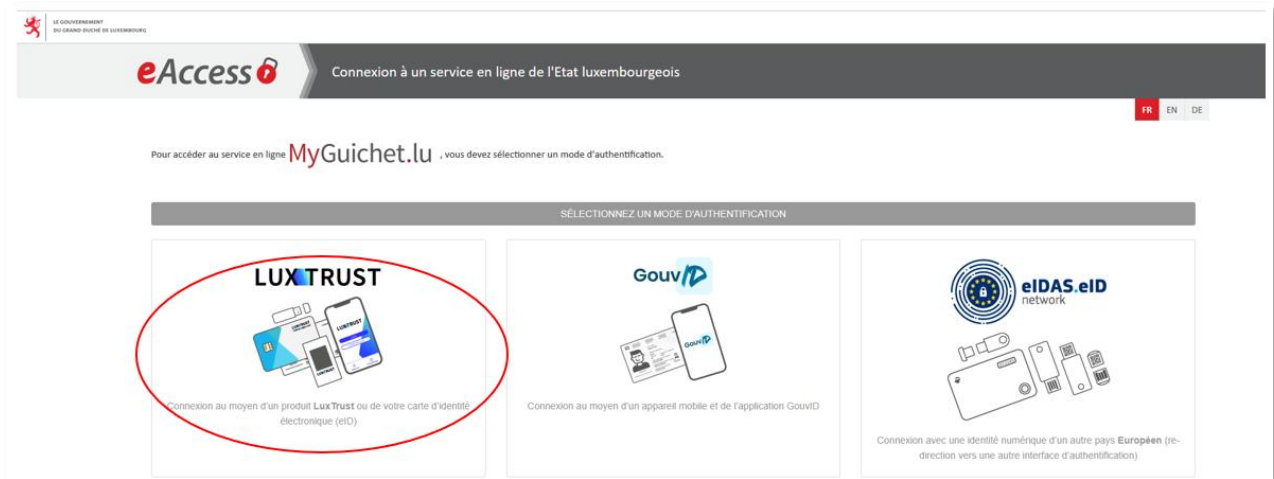 LE GOUVERNEMENT
DU GRAND-DUCHÉ DE LUXEMBOURG
eAccess
Connexion à un service en ligne de l'Etat luxembourgeois
FR EN DE
Pour accéder au service en ligne MyGuichet.lu , vous devez sélectionner un mode d'authentification.
SÉLECTIONNEZ UN MODE D'AUTHENTIFICATION
LUXTRUST
LUXTRUST
LUXTRUST
LUXTRUST
Connexion au moyen d'un produit LuxTrust ou de votre carte d'identité
électronique (eID)
GouvID
GouvID
Connexion au moyen d'un appareil mobile et de l'application GouvID
eIDAS.eID
network
Connexion avec une identité numérique d'un autre pays Européen (re-
direction vers une autre interface d'authentification)